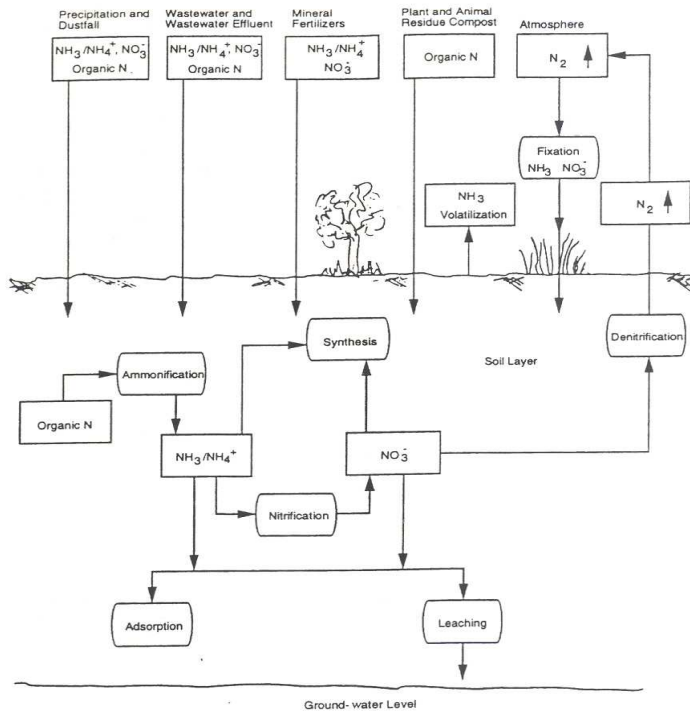 Precipitation and
Dustfall
NH₃/NH₄⁺, NO₃⁻
Organic N
Wastewater and
Wastewater Effluent
NH₃/NH₄⁺, NO₃⁻
Organic N
Mineral
Fertilizers
NH₃/NH₄⁺
NO₃⁻
Plant and Animal
Residue Compost
Organic N
Atmosphere
N₂
Fixation
NH₃ NO₃⁻
NH₃
Volatilization
N₂
Synthesis
Soil Layer
Denitrification
Ammonification
Organic N
NH₃/NH₄⁺
NO₃⁻
Nitrification
Adsorption
Leaching
Ground-water Level